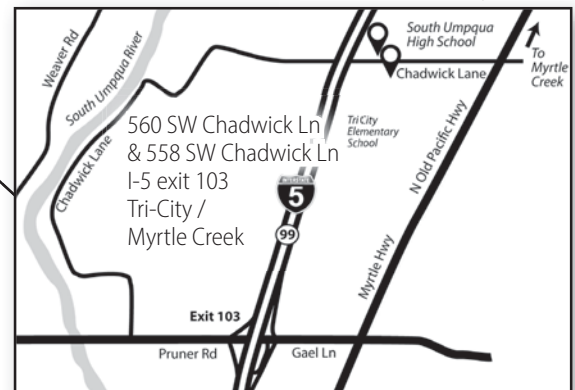 Weaver Rd
South Umpqua River
South Umpqua
High School
To
Myrtle
Creek
Chadwick Lane
560 SW Chadwick Ln
& 558 SW Chadwick Ln
I-5 exit 103
Tri-City /
Myrtle Creek
Tri City
Elementary
School
Chadwick Lane
N Old Pacific Hwy
INTERSTATE
5
99
Myrtle Hwy
Exit 103
Pruner Rd
Gael Ln